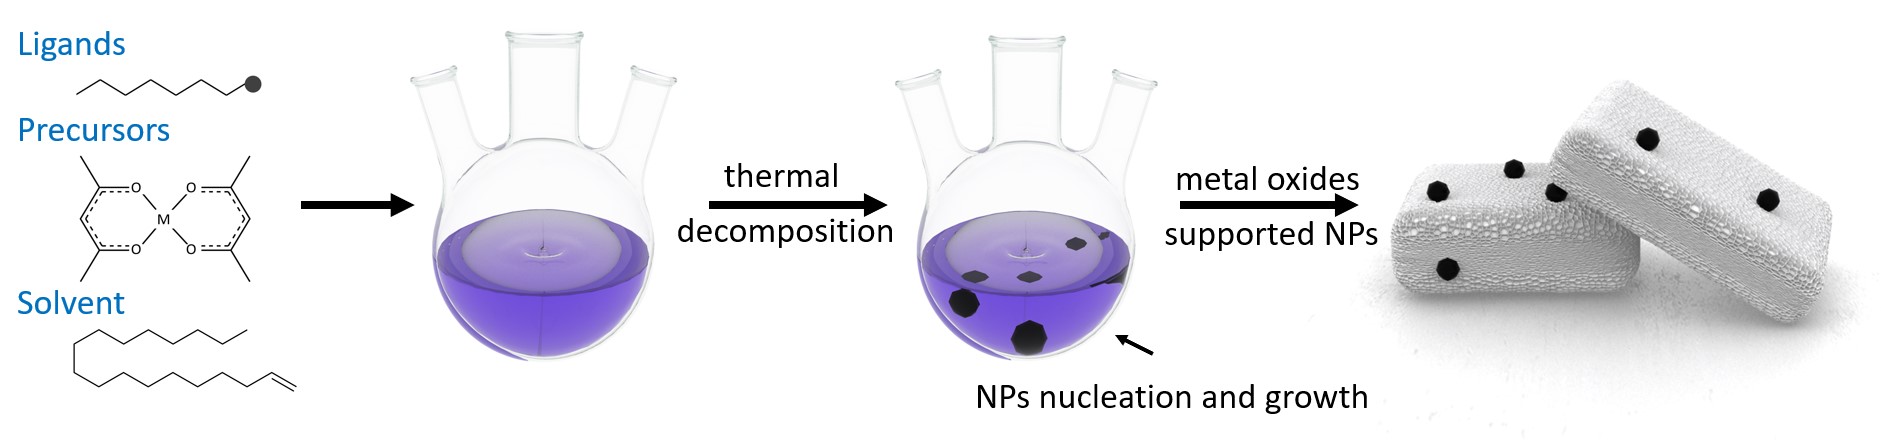 Ligands
Precursors
O
O
M
O
O
Solvent
thermal
decomposition
NPs nucleation and growth
metal oxides
supported NPs